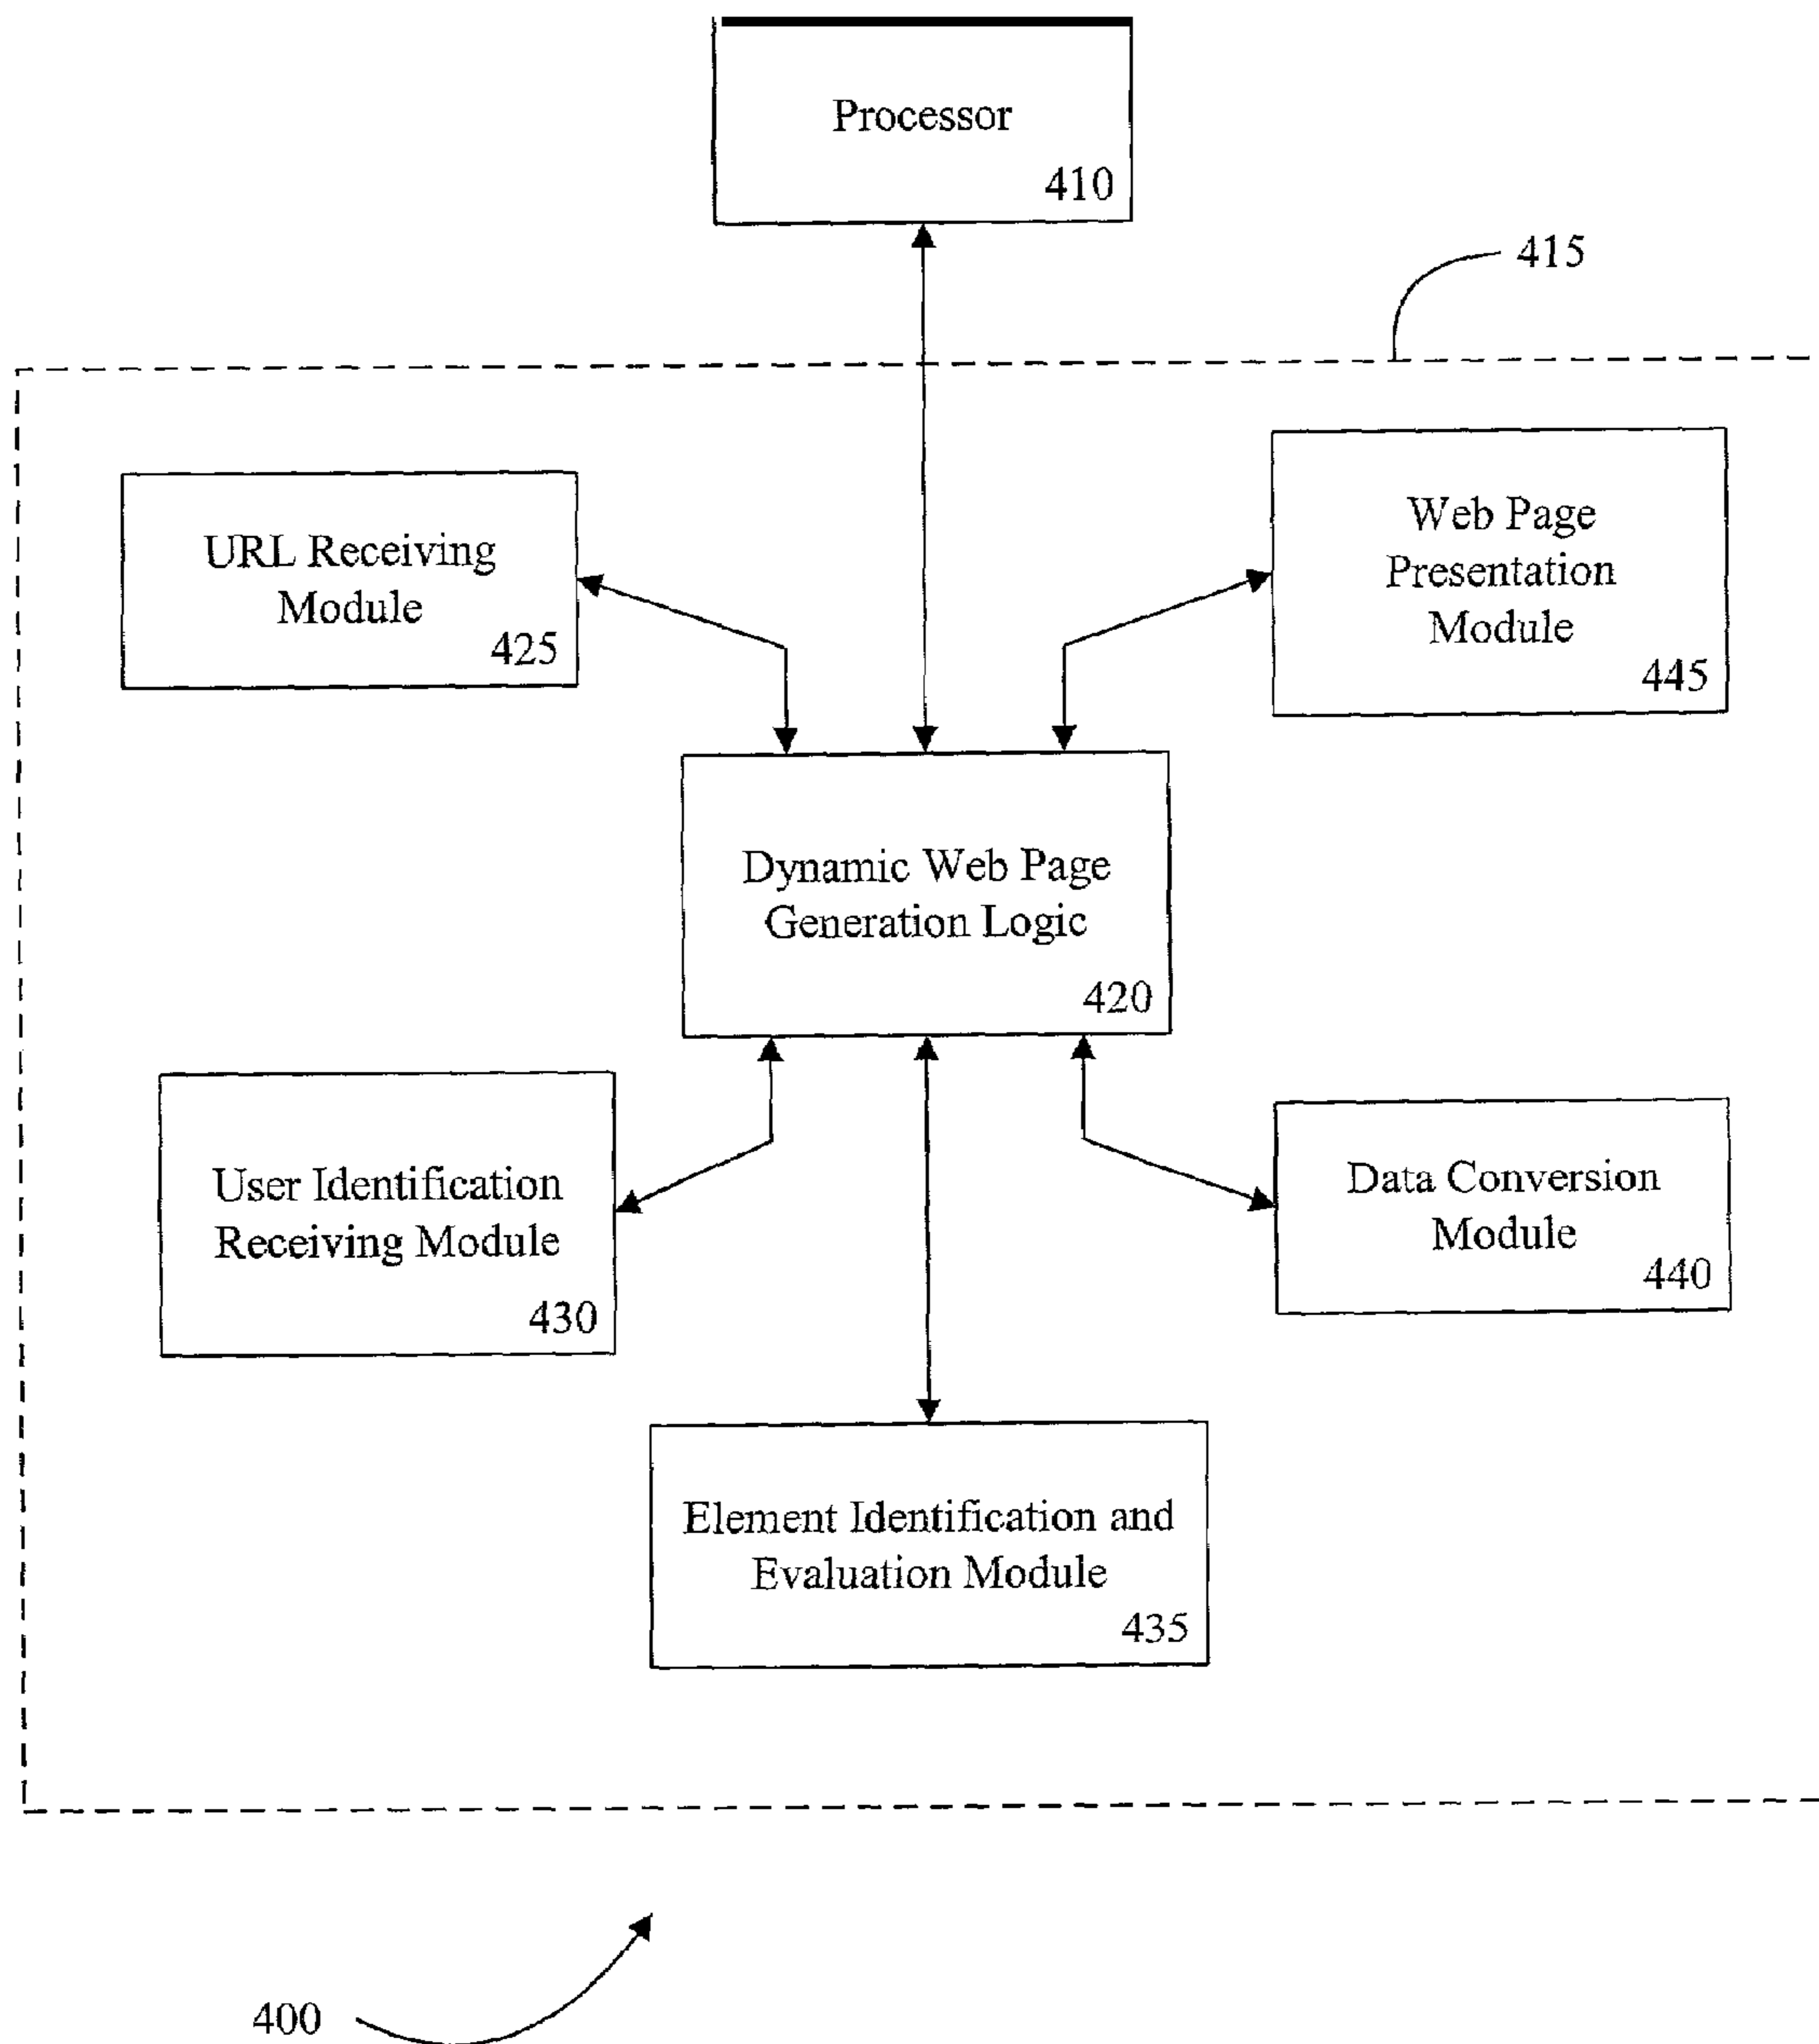 Processor
410
415
URL Receiving
Module
425
Web Page
Presentation
Module
445
Dynamic Web Page
Generation Logic
420
User Identification
Receiving Module
430
Data Conversion
Module
440
Element Identification and
Evaluation Module
435
400